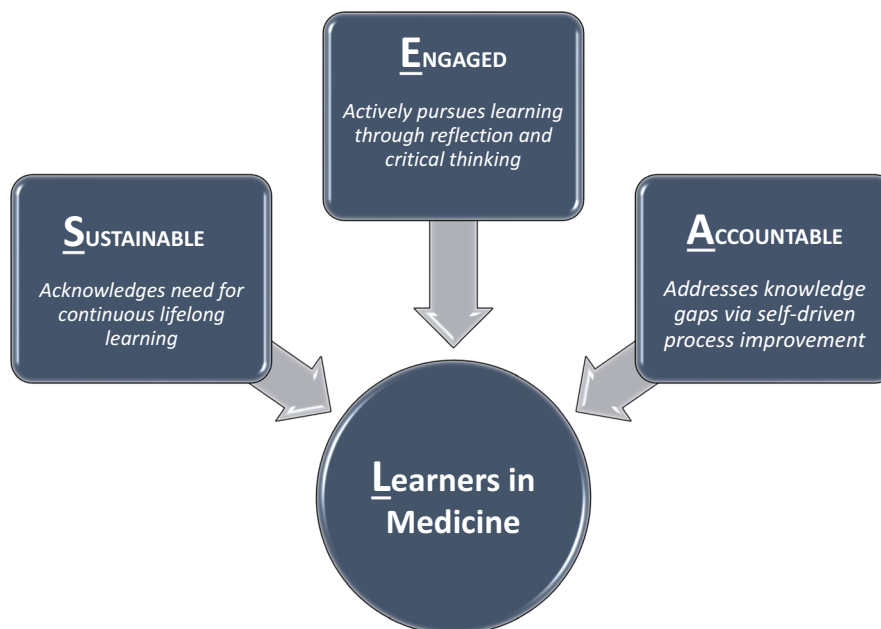 ENGAGED
Actively pursues learning
through reflection and
critical thinking
SUSTAINABLE
Acknowledges need for
continuous lifelong
learning
ACCOUNTABLE
Addresses knowledge
gaps via self-driven
process improvement
Learners in
Medicine